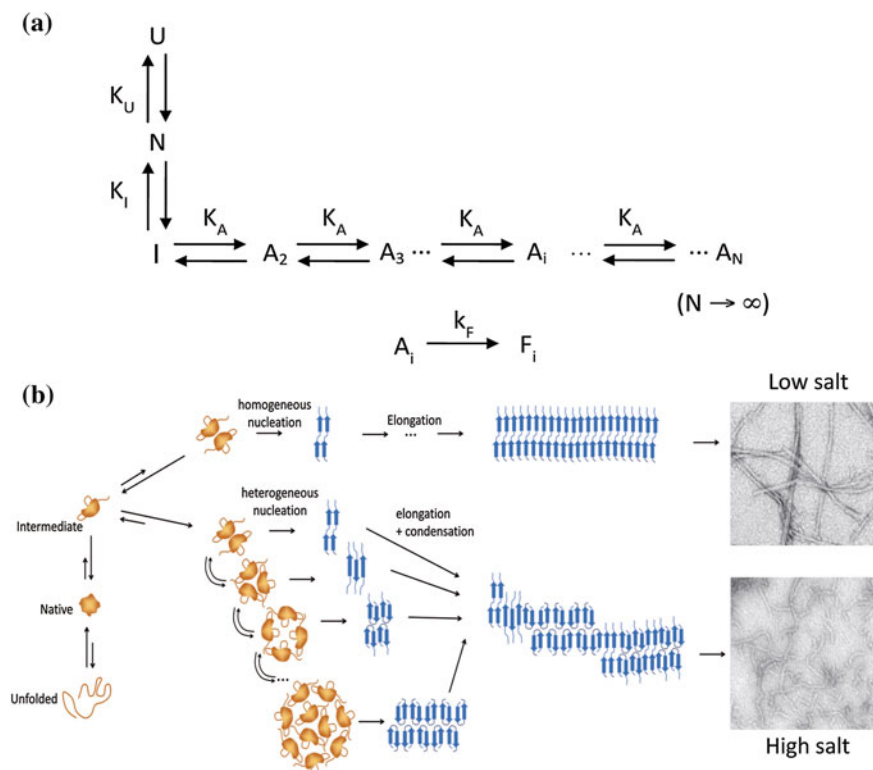 (a)
U
K_U
N
K_I
I K_A A_2 K_A A_3 ... K_A A_i ... K_A ... A_N
(N → ∞)
A_i k_F F_i
(b)
Low salt
homogeneous
nucleation
Elongation
...
heterogeneous
nucleation
elongation
+ condensation
Intermediate
Native
...
Unfolded
High salt